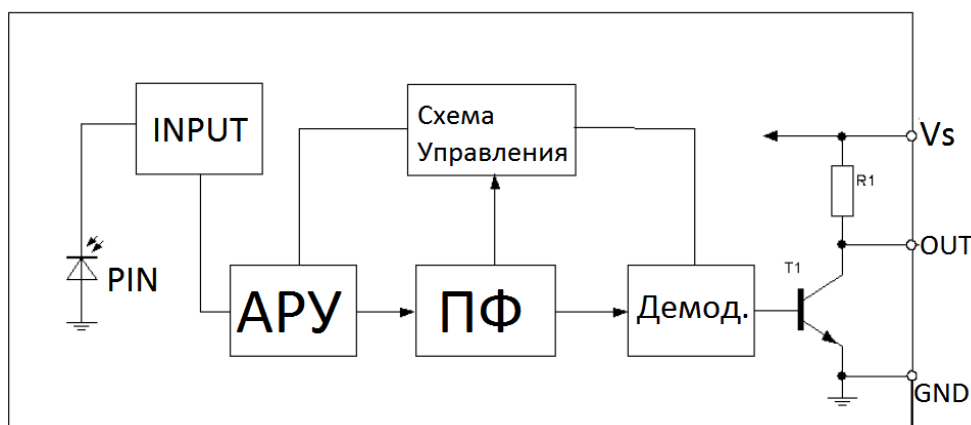 INPUT
Схема
Управления
Vs
R1
OUT
PIN
АРУ
ПФ
Демод.
T1
GND